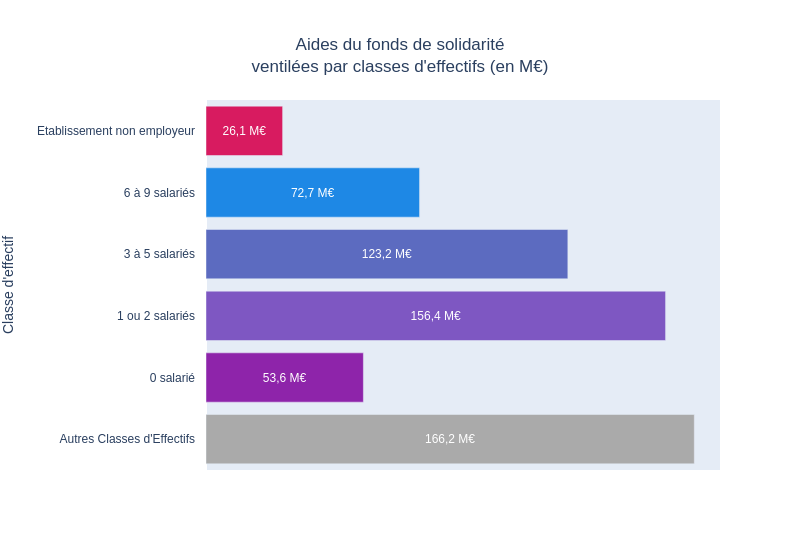 Aides du fonds de solidarité
ventilées par classes d'effectifs (en M€)
Classe d'effectif
Etablissement non employeur
26,1 M€
6 à 9 salariés
72,7 M€
3 à 5 salariés
123,2 M€
1 ou 2 salariés
156,4 M€
0 salarié
53,6 M€
Autres Classes d'Effectifs
166,2 M€